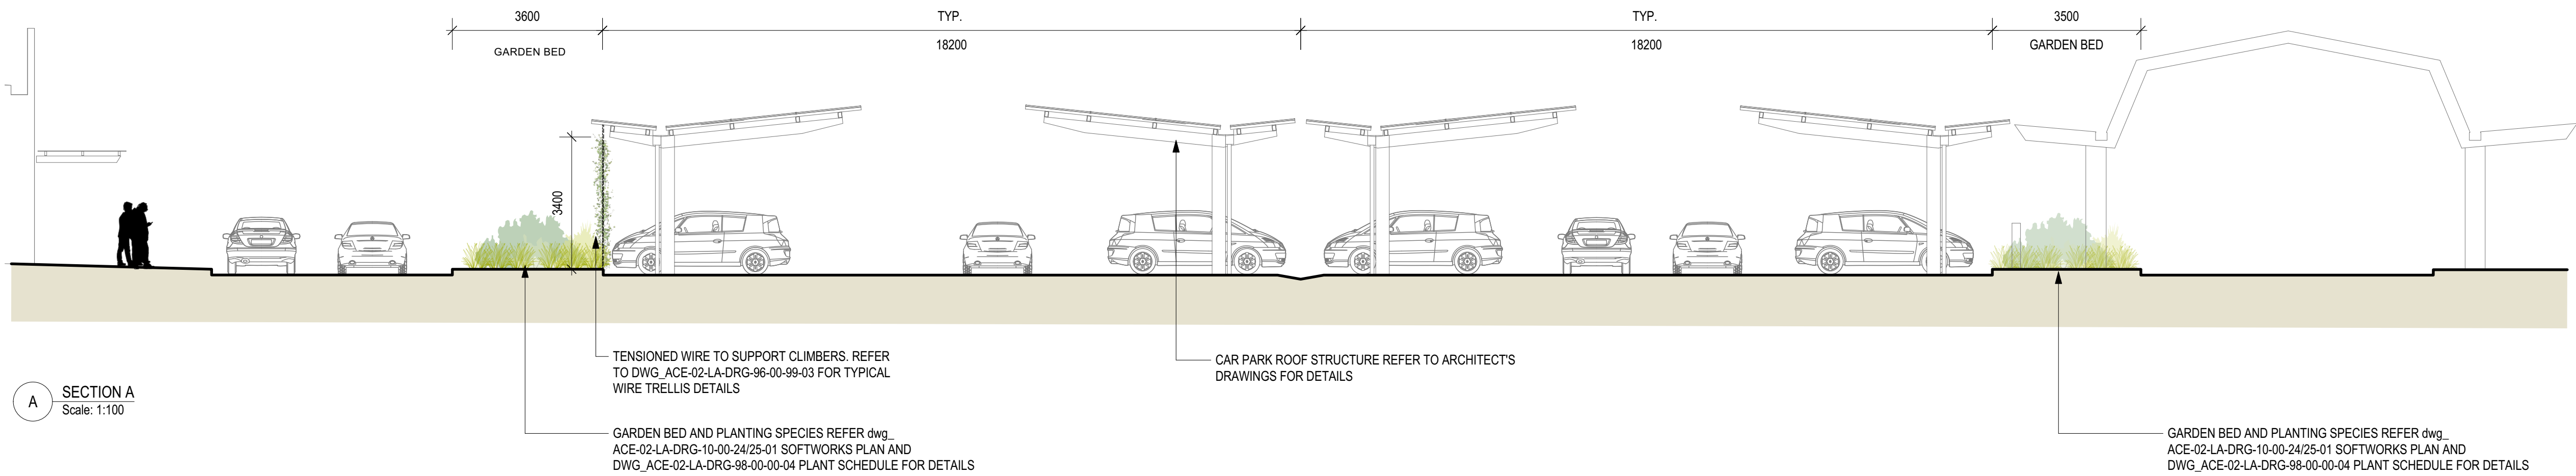 3600
TYP.
TYP.
3500
GARDEN BED
18200
18200
GARDEN BED
3400
TENSIONED WIRE TO SUPPORT CLIMBERS. REFER
TO DWG_ACE-02-LA-DRG-96-00-99-03 FOR TYPICAL
WIRE TRELLIS DETAILS
CAR PARK ROOF STRUCTURE REFER TO ARCHITECT'S
DRAWINGS FOR DETAILS
A
SECTION A
Scale: 1:100
GARDEN BED AND PLANTING SPECIES REFER dwg_
ACE-02-LA-DRG-10-00-24/25-01 SOFTWORKS PLAN AND
DWG_ACE-02-LA-DRG-98-00-00-04 PLANT SCHEDULE FOR DETAILS
GARDEN BED AND PLANTING SPECIES REFER dwg_
ACE-02-LA-DRG-10-00-24/25-01 SOFTWORKS PLAN AND
DWG_ACE-02-LA-DRG-98-00-00-04 PLANT SCHEDULE FOR DETAILS